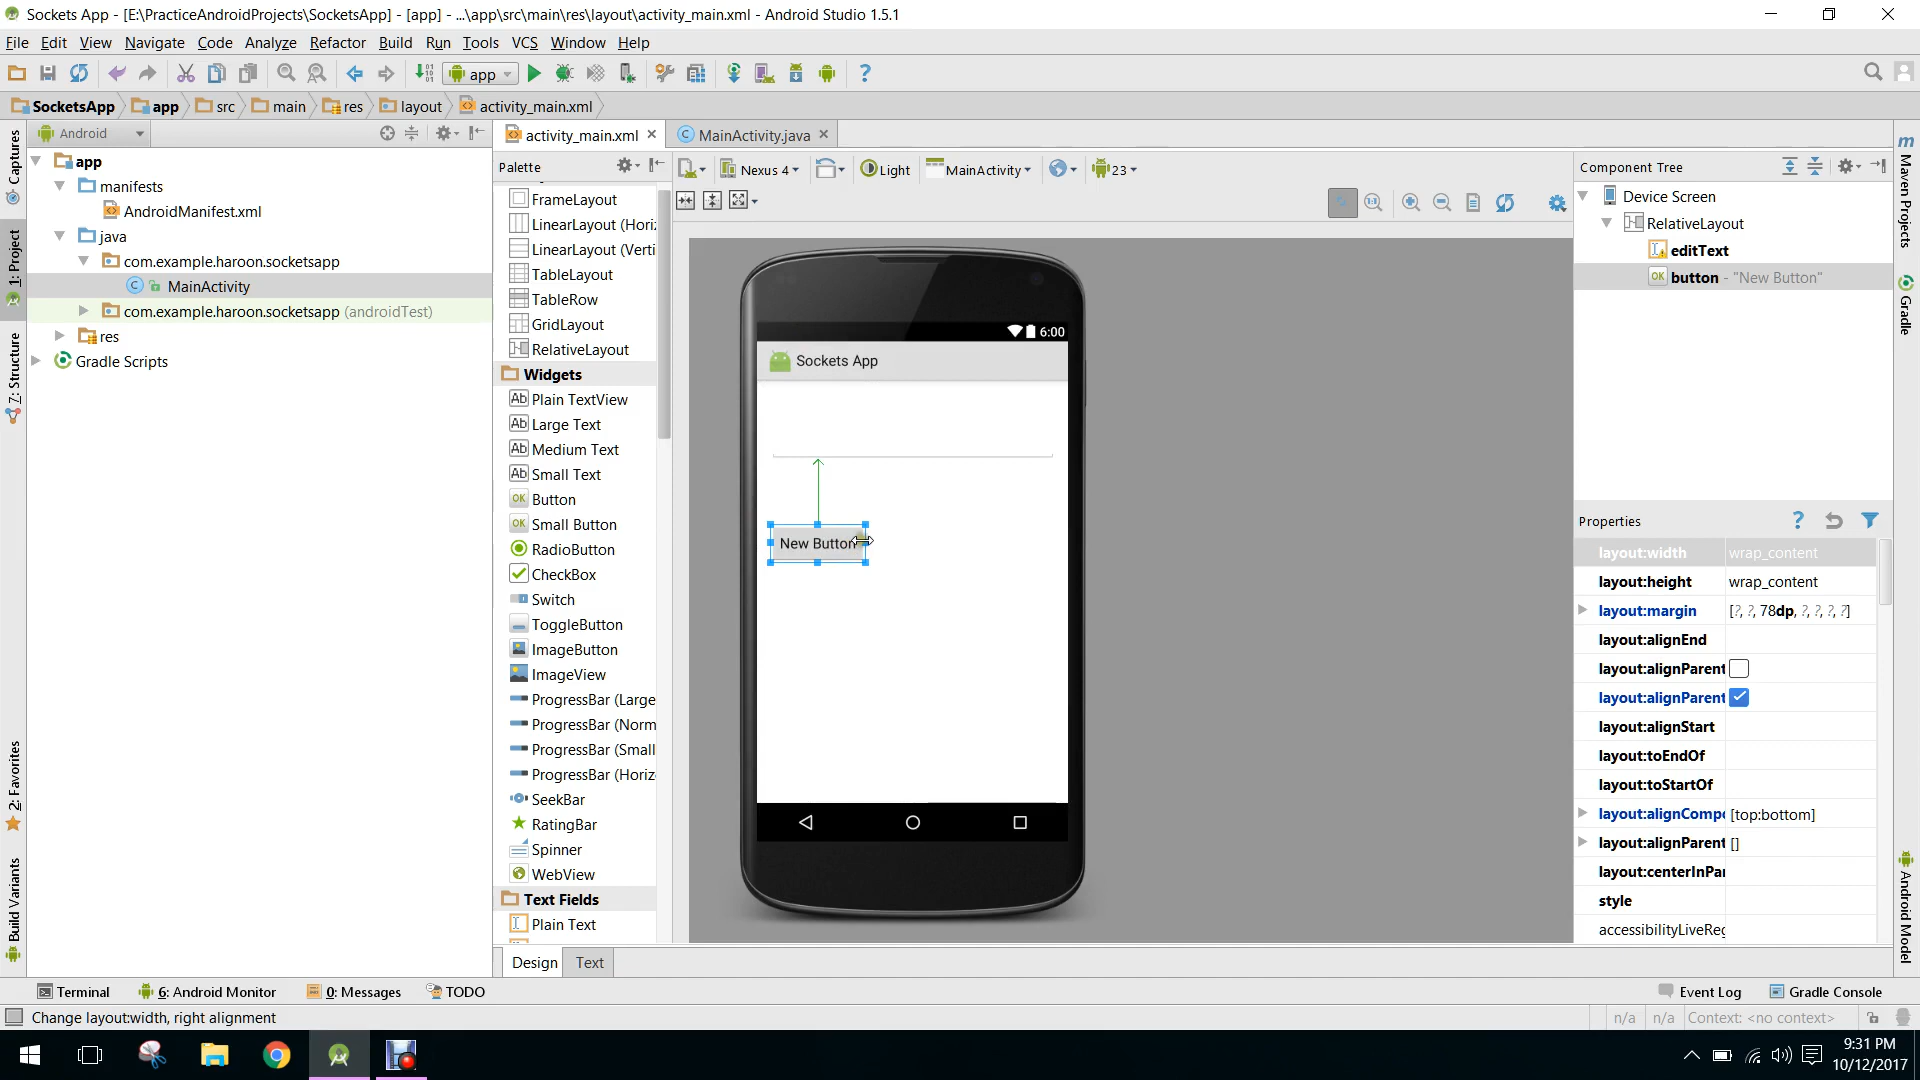 Sockets App - [E:\PracticeAndroidProjects\SocketsApp] - [app] - ...\app\src\main\res\layout\activity_main.xml - Android Studio 1.5.1
File Edit View Navigate Code Analyze Refactor Build Run Tools VCS Window Help
app
SocketsApp app src main res layout activity_main.xml
Captures
1: Project
7: Structure
2: Favorites
Build Variants
Android
app
manifests
AndroidManifest.xml
java
com.example.haroon.socketsapp
MainActivity
com.example.haroon.socketsapp (androidTest)
res
Gradle Scripts
activity_main.xml
MainActivity.java
Palette
FrameLayout
LinearLayout (Hori
LinearLayout (Verti
TableLayout
TableRow
GridLayout
RelativeLayout
Widgets
Plain TextView
Large Text
Medium Text
Small Text
Button
Small Button
RadioButton
CheckBox
Switch
ToggleButton
ImageButton
ImageView
ProgressBar (Large
ProgressBar (Norm
ProgressBar (Small
ProgressBar (Horiz
SeekBar
RatingBar
Spinner
WebView
Text Fields
Plain Text
Nexus 4 Light MainActivity 23
6:00
Sockets App
New Button
Design Text
Component Tree
Device Screen
RelativeLayout
editText
button - "New Button"
Properties
layout:width wrap_content
layout:height wrap_content
layout:margin [?, ?, 78dp, ?, ?, ?, ?]
layout:alignEnd
layout:alignParent
layout:alignParent
layout:alignStart
layout:toEndOf
layout:toStartOf
layout:alignCompo [top:bottom]
layout:alignParent []
layout:centerInPar
style
accessibilityLiveReg
m Maven Projects
Gradle
Android Model
Terminal 6: Android Monitor 0: Messages TODO Event Log Gradle Console
Change layout:width, right alignment n/a n/a Context: <no context>
9:31 PM
10/12/2017